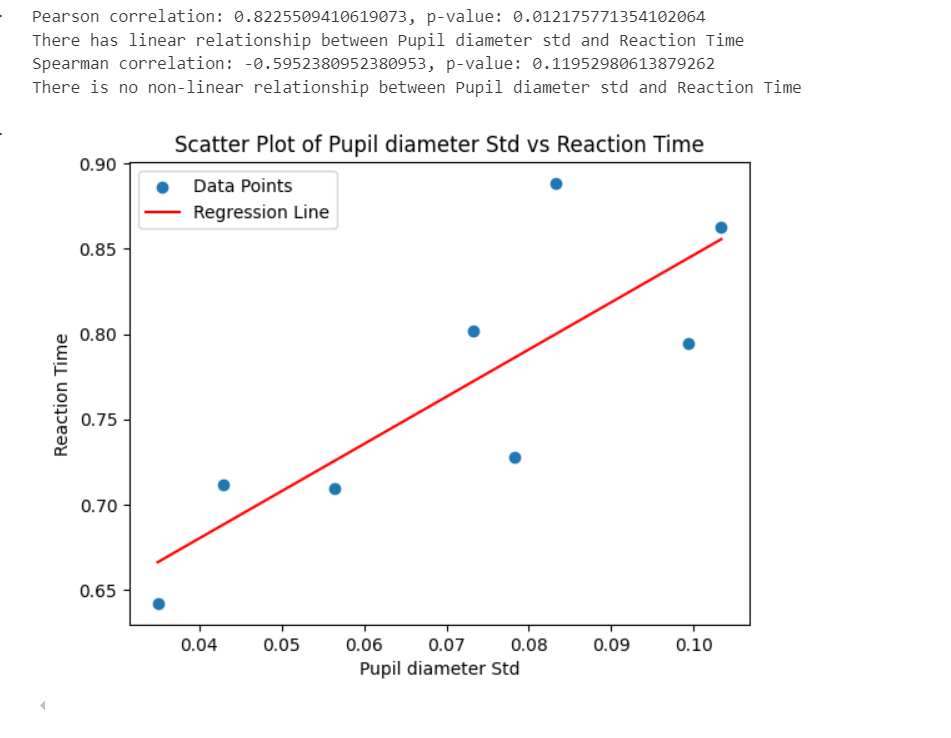 Pearson correlation: 0.8225509410619073, p-value: 0.012175771354102064
There has linear relationship between Pupil diameter std and Reaction Time
Spearman correlation: -0.5952380952380953, p-value: 0.11952980613879262
There is no non-linear relationship between Pupil diameter std and Reaction Time
Scatter Plot of Pupil diameter Std vs Reaction Time
Data Points
Regression Line
0.90
0.85
0.80
0.75
0.70
0.65
Reaction Time
0.04 0.05 0.06 0.07 0.08 0.09 0.10
Pupil diameter Std